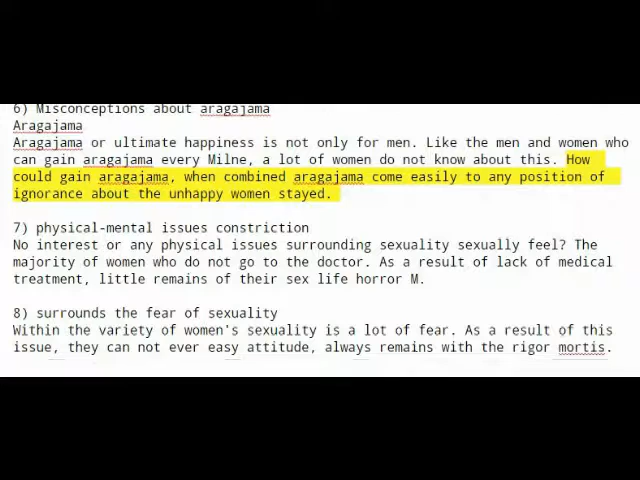 6) Misconceptions about aragajama
Aragajama
Aragajama or ultimate happiness is not only for men. Like the men and women who
can gain aragajama every Milne, a lot of women do not know about this. How
could gain aragajama, when combined aragajama come easily to any position of
ignorance about the unhappy women stayed.
7) physical-mental issues constriction
No interest or any physical issues surrounding sexuality sexually feel? The
majority of women who do not go to the doctor. As a result of lack of medical
treatment, little remains of their sex life horror M.
8) surrounds the fear of sexuality
Within the variety of women's sexuality is a lot of fear. As a result of this
issue, they can not ever easy attitude, always remains with the rigor mortis.